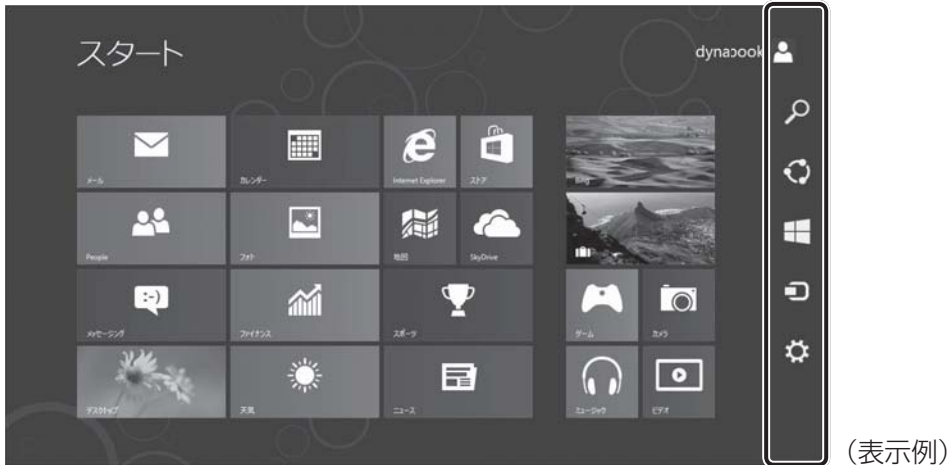 スタート
dynabook
メール
カレンダー
Internet Explorer
ストア
Bing
People
フォト
地図
SkyDrive
メッセージング
ファイナンス
スポーツ
ゲーム
カメラ
デスクトップ
天気
ニュース
ミュージック
ビデオ
（表示例）